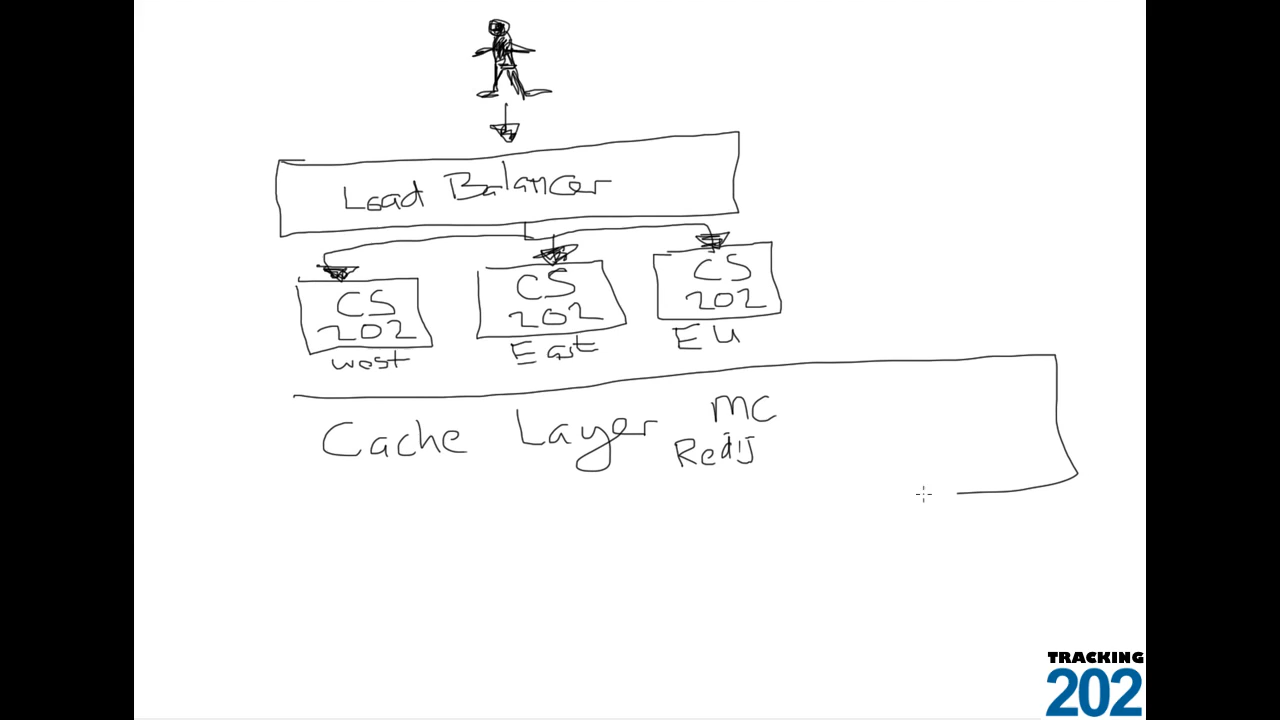 Load Balancer
CS
202
west
CS
202
East
CS
202
EU
Cache Layer MC
Redis
TRACKING
202